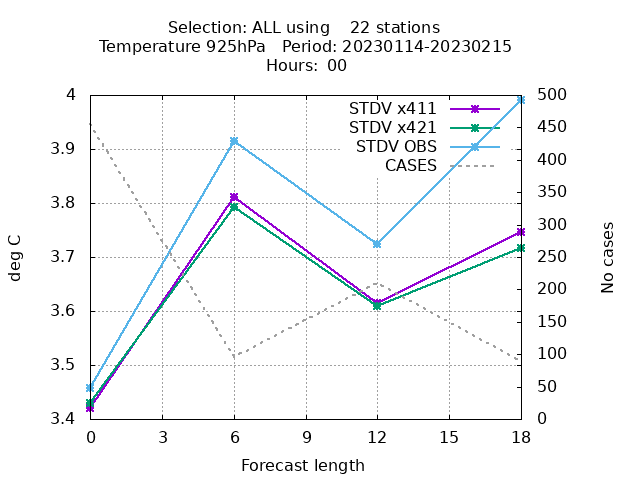 Selection: ALL using    22 stations
Temperature 925hPa   Period: 20230114-20230215
Hours:  00
4
3.9
3.8
3.7
3.6
3.5
3.4
deg C
STDV x411
STDV x421
STDV OBS
CASES
500
450
400
350
300
250
200
150
100
50
0
No cases
0 3 6 9 12 15 18
Forecast length